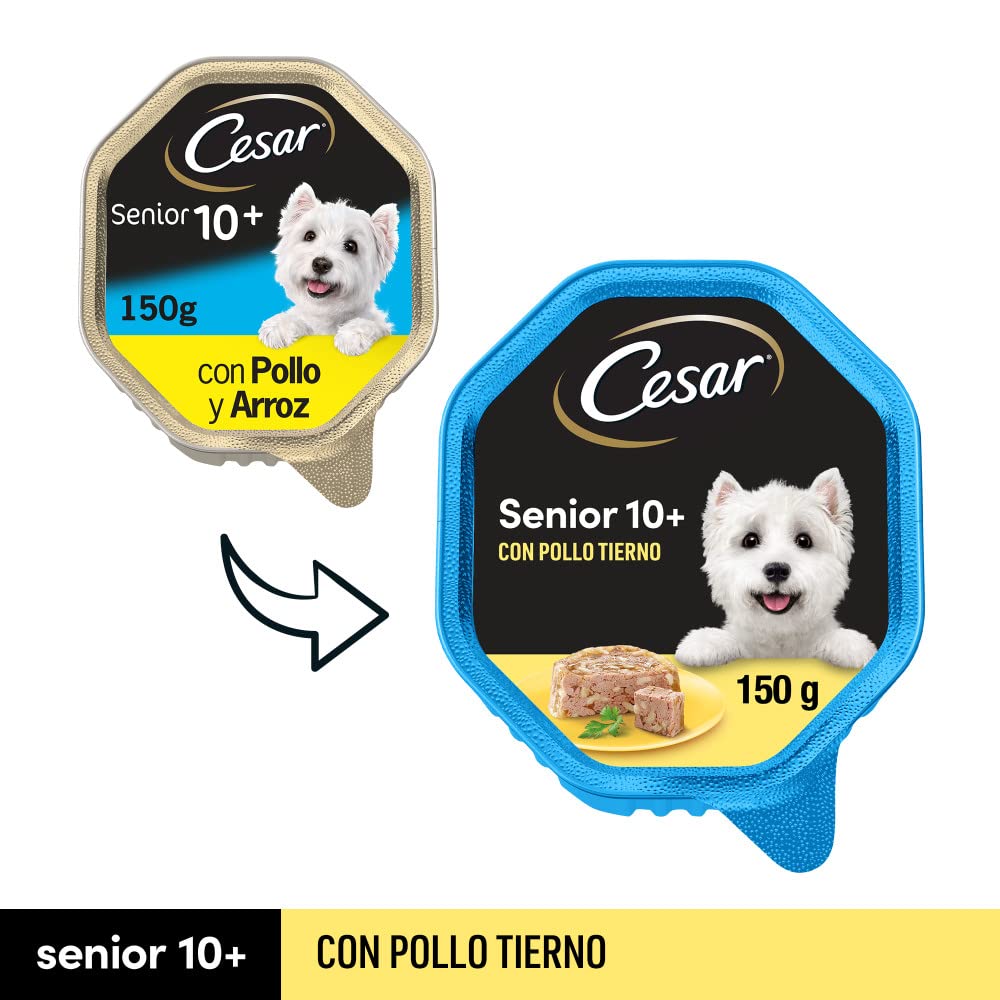 Cesar®
Senior 10+
150g
con Pollo
y Arroz
Cesar®
Senior 10+
CON POLLO TIERNO
150 g
senior 10+
CON POLLO TIERNO